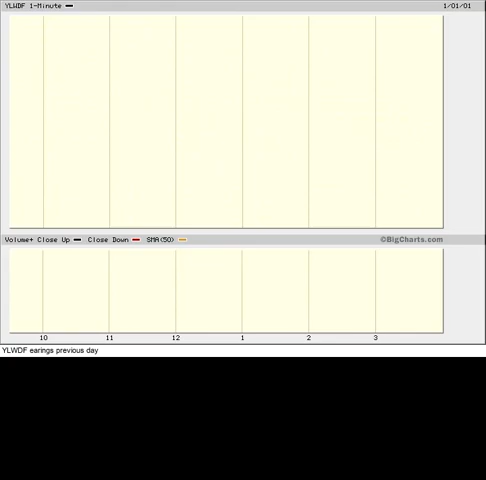 YLWDF 1-Minute 1/01/01
Volume+ Close Up Close Down SMA(50) ©BigCharts.com
10 11 12 1 2 3
YLWDF earings previous day